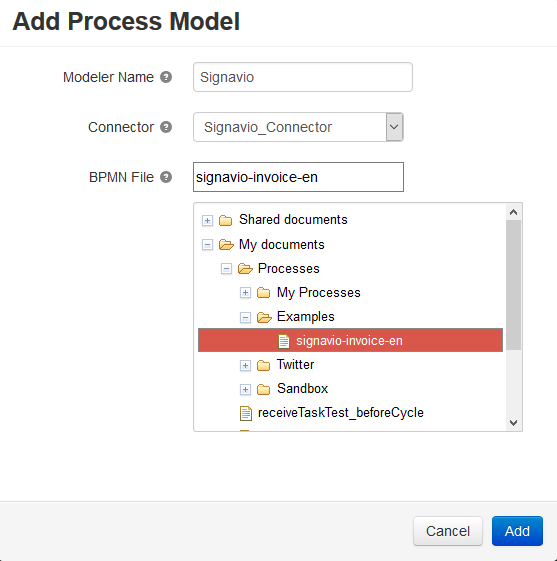 Add Process Model
Modeler Name ?
Signavio
Connector ?
Signavio_Connector
BPMN File ?
signavio-invoice-en
Shared documents
My documents
Processes
My Processes
Examples
signavio-invoice-en
Twitter
Sandbox
receiveTaskTest_beforeCycle
Cancel
Add